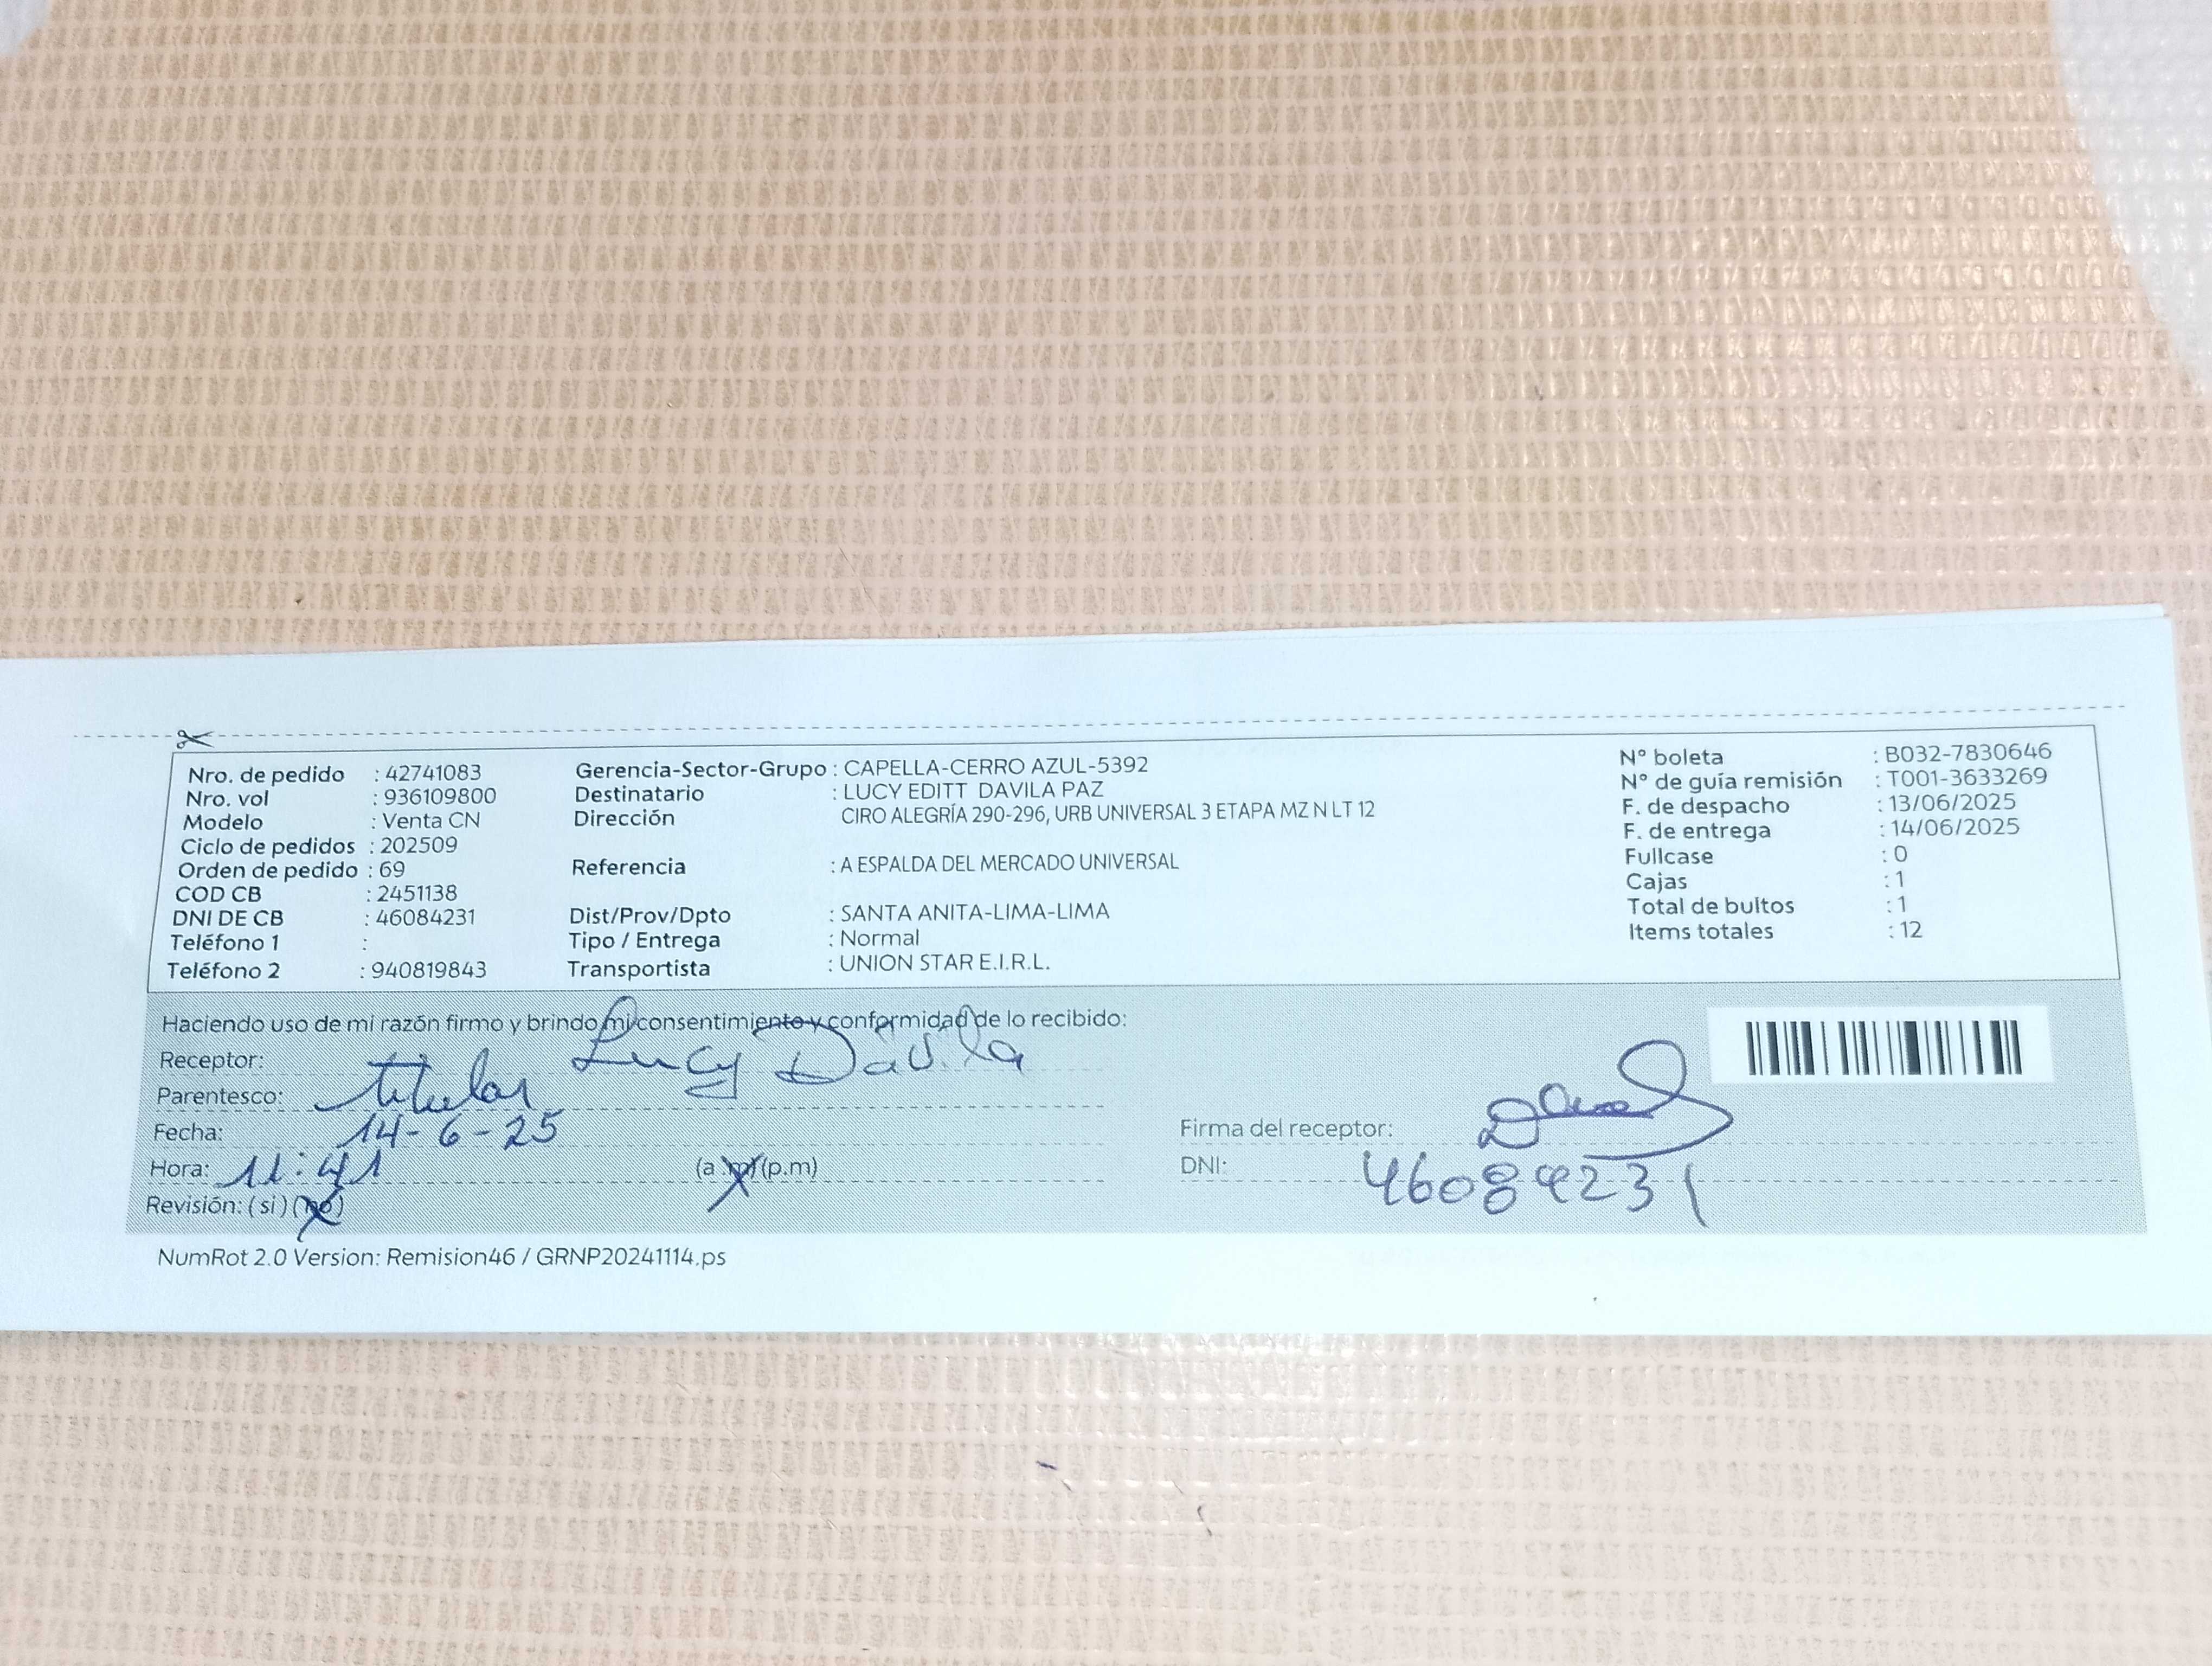 Nro. de pedido : 42741083 Gerencia-Sector-Grupo : CAPELLA-CERRO AZUL-5392 N° boleta : B032-7830646
Nro. vol : 936109800 Destinatario : LUCY EDITT DAVILA PAZ N° de guía remisión : T001-3633269
Modelo : Venta CN Dirección CIRO ALEGRÍA 290-296, URB UNIVERSAL 3 ETAPA MZ N LT 12 F. de despacho : 13/06/2025
Ciclo de pedidos : 202509 F. de entrega : 14/06/2025
Orden de pedido : 69 Referencia : A ESPALDA DEL MERCADO UNIVERSAL Fullcase : 0
COD CB : 2451138 Cajas : 1
DNI DE CB : 46084231 Dist/Prov/Dpto : SANTA ANITA-LIMA-LIMA Total de bultos : 1
Teléfono 1 : Tipo / Entrega : Normal Items totales : 12
Teléfono 2 : 940819843 Transportista : UNION STAR E.I.R.L.
Haciendo uso de mi razón firmo y brindo mi consentimiento y conformidad de lo recibido:
Receptor: Lucy Davila
Parentesco: titular
Fecha: 14-6-25 Firma del receptor:
Hora: 11:41 (a.m) (p.m) DNI: 46084231
Revisión: (si) (no)
NumRot 2.0 Version: Remision46 / GRNP20241114.ps